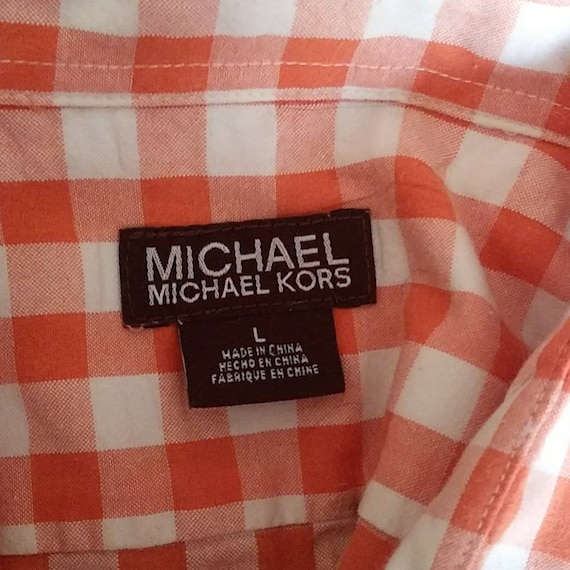 MICHAEL
MICHAEL KORS
L
MADE IN CHINA
HECHO EN CHINA
FABRIQUE EN CHINE